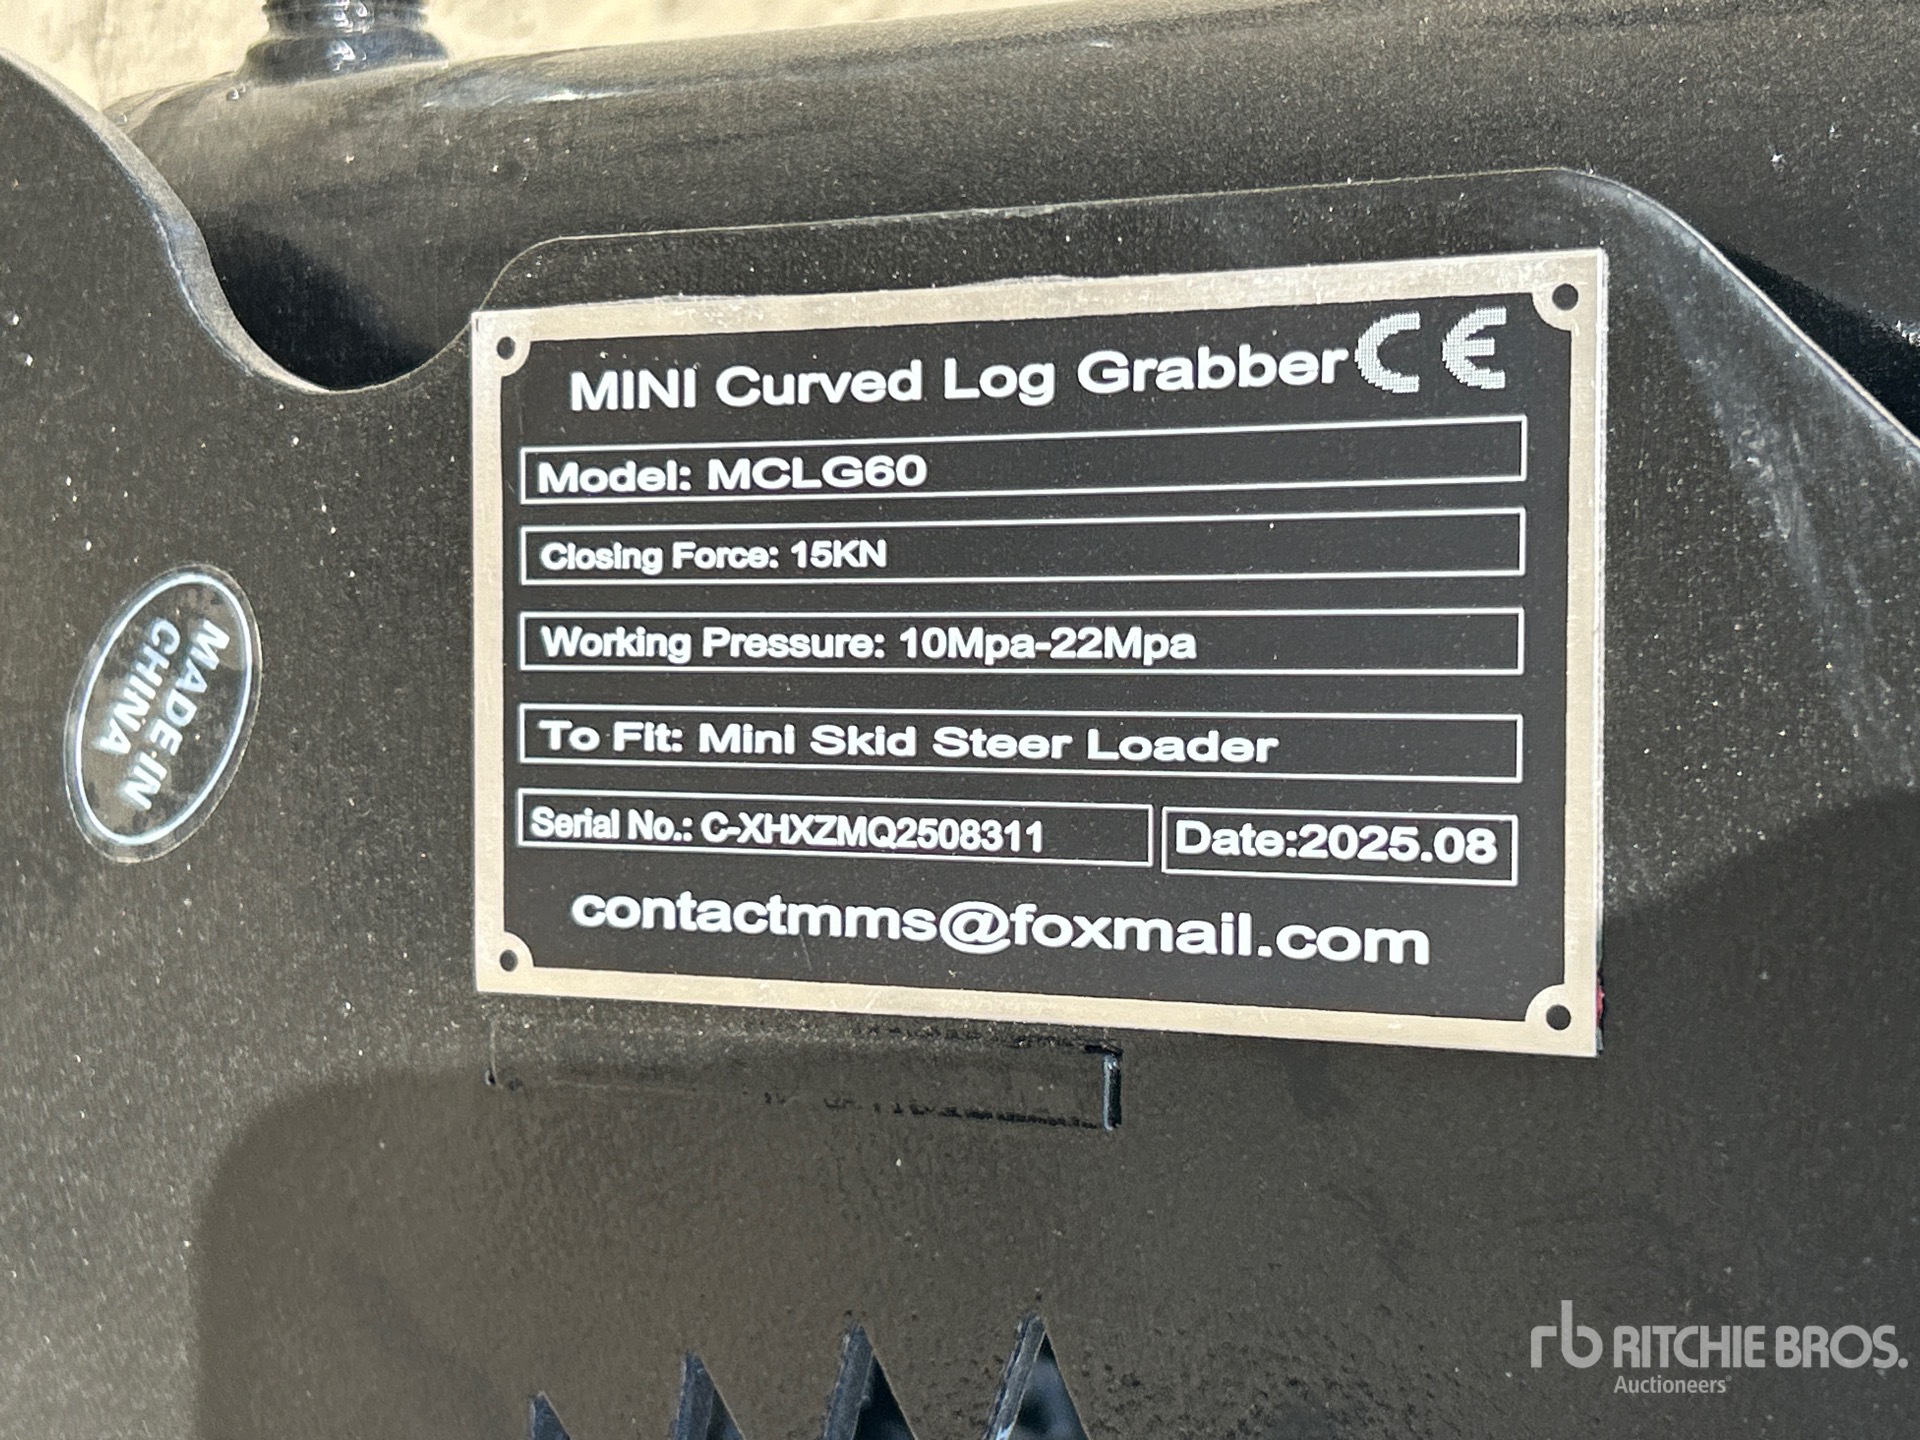 MINI Curved Log Grabber CE
Model: MCLG60
Closing Force: 15KN
Working Pressure: 10Mpa-22Mpa
To Fit: Mini Skid Steer Loader
Serial No.: C-XHXZMQ2508311
Date:2025.08
contactmms@foxmail.com
MADE-IN
CHINA
rb RITCHIE BROS.
Auctioneers